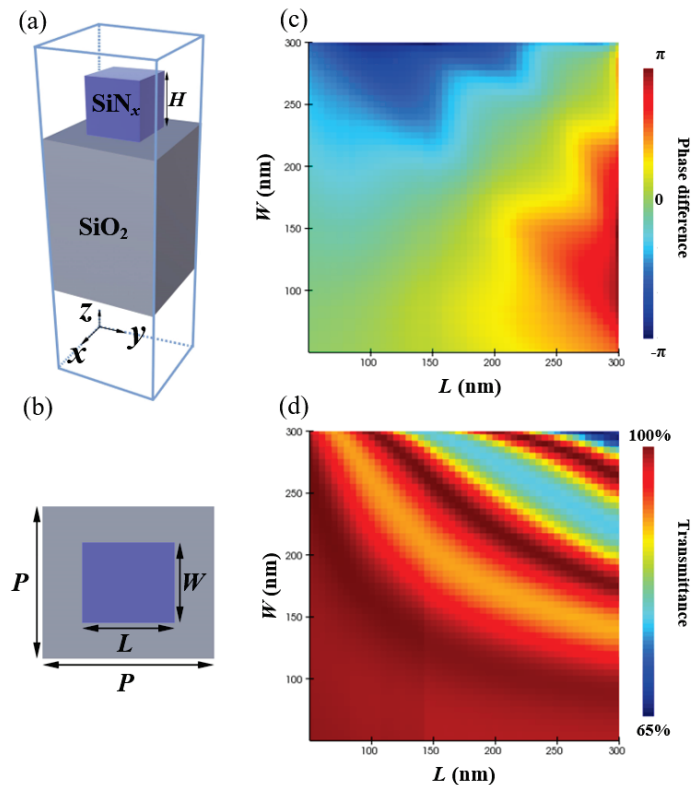 (a)
SiNₓ
H
SiO₂
z
y
x
(b)
P
W
L
P
(c)
300
250
200
150
100
W (nm)
100
150
200
250
300
L (nm)
π
0
-π
Phase difference
(d)
300
250
200
150
100
W (nm)
100
150
200
250
300
L (nm)
100%
65%
Transmittance